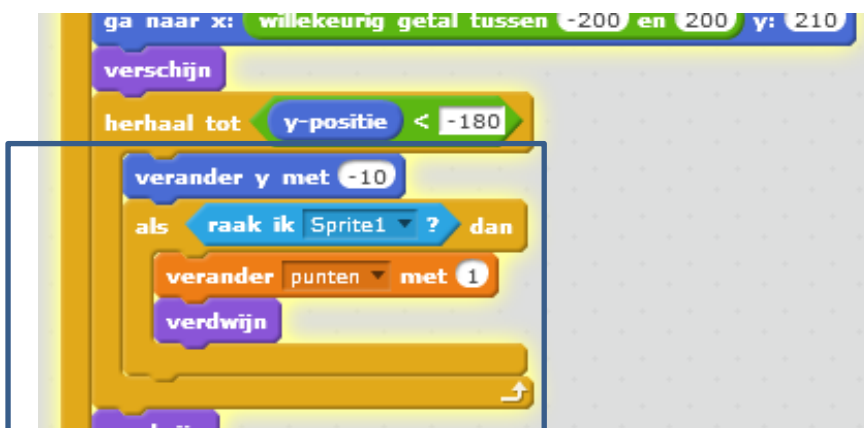 ga naar x: willekeurig getal tussen -200 en 200 y: 210
verschijn
herhaal tot y-positie < -180
verander y met -10
als raak ik Sprite1 ? dan
verander punten met 1
verdwijn